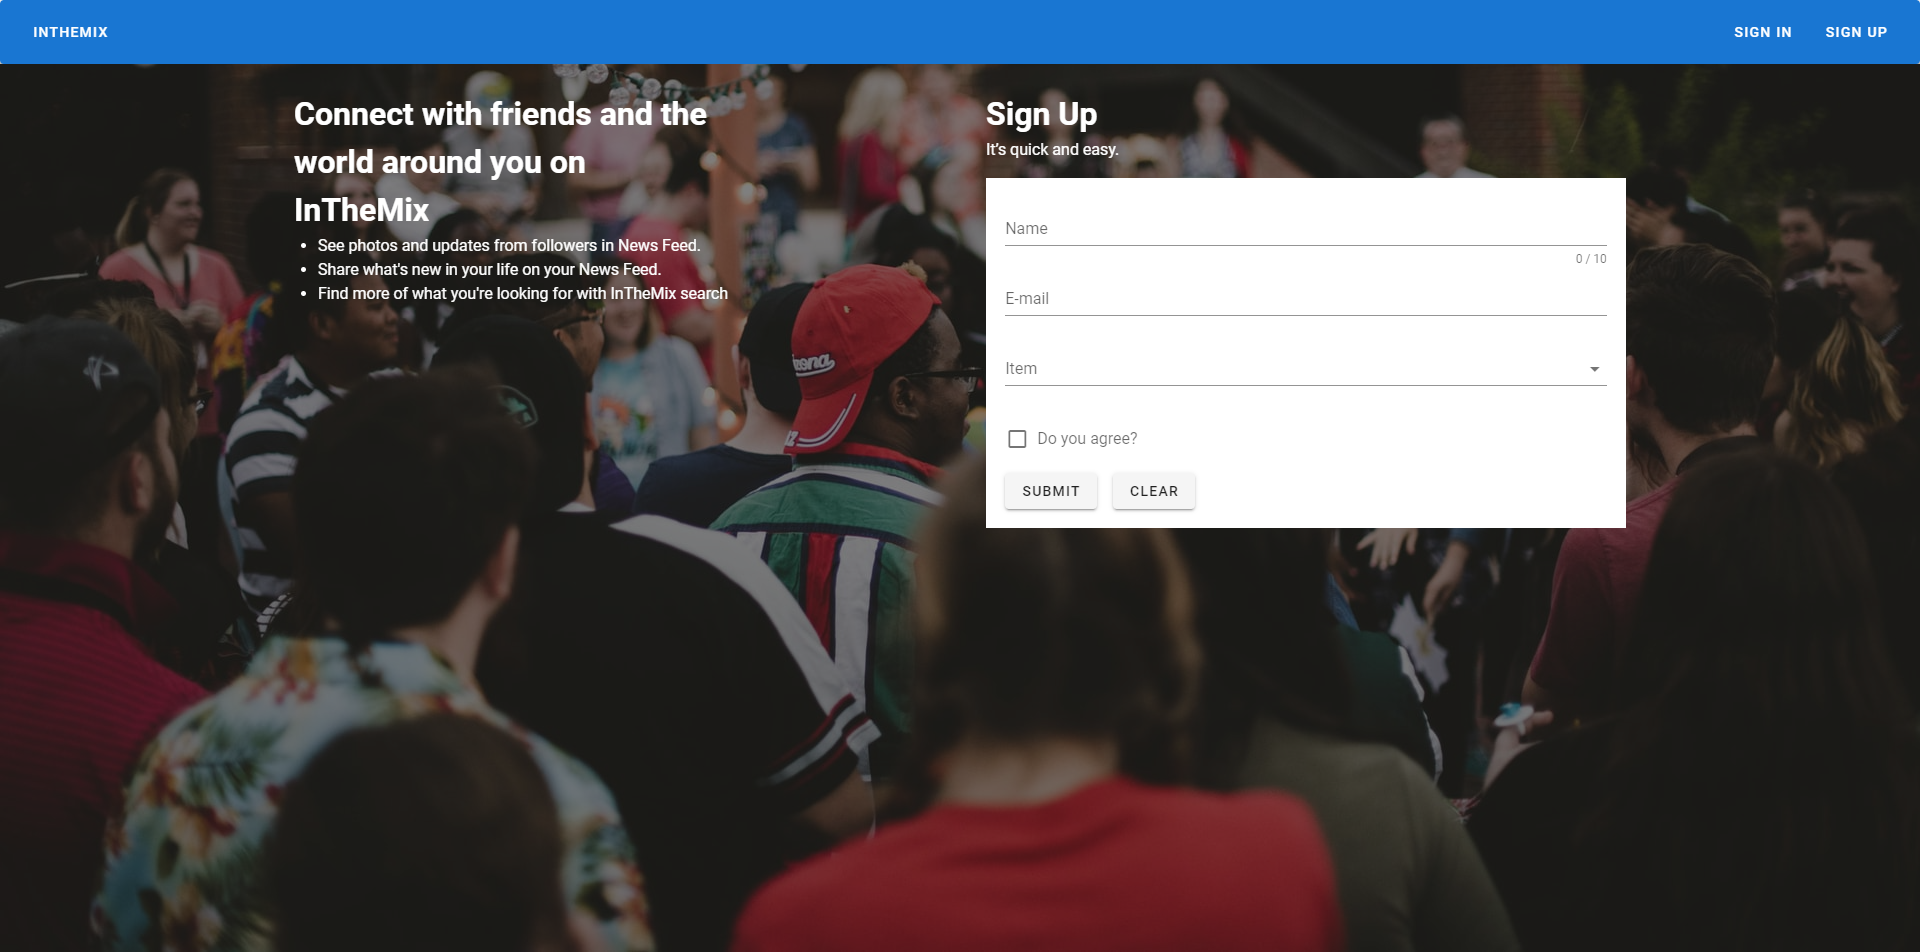 INTHEMIX
SIGN IN
SIGN UP
Connect with friends and the
world around you on
InTheMix
See photos and updates from followers in News Feed.
Share what's new in your life on your News Feed.
Find more of what you're looking for with InTheMix search
Sign Up
It's quick and easy.
Name
0 / 10
E-mail
Item
Do you agree?
SUBMIT
CLEAR